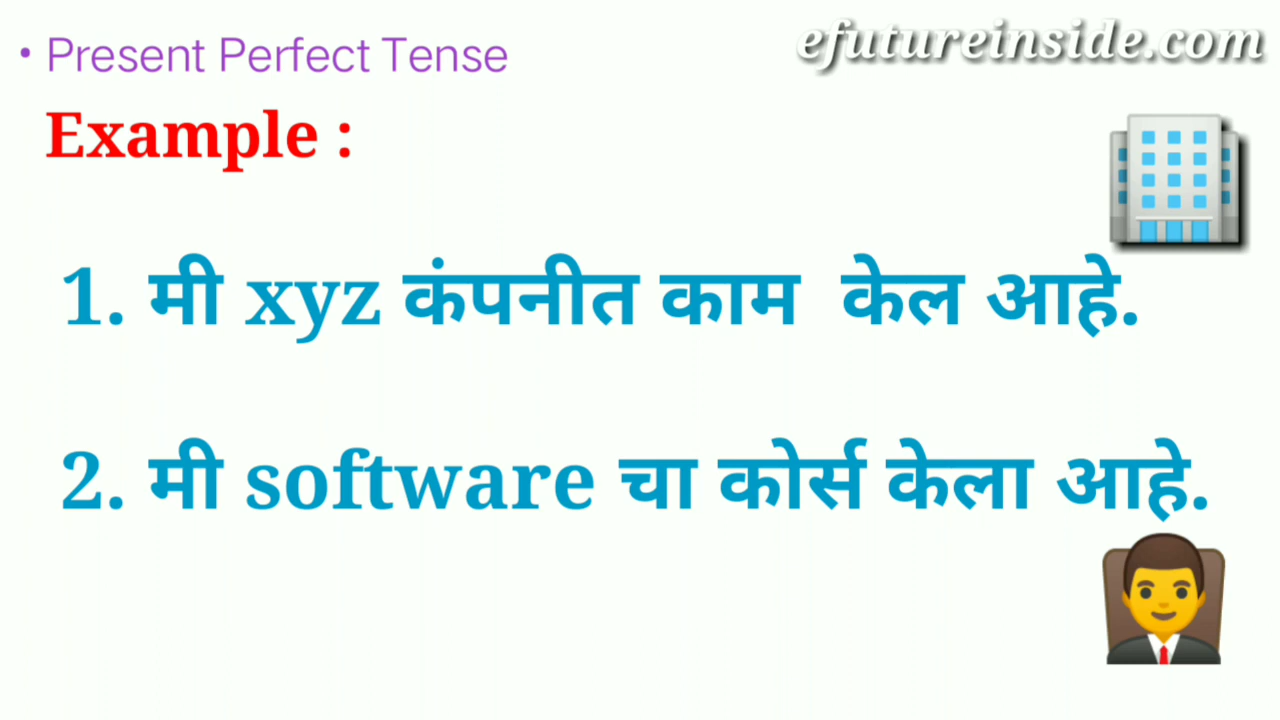 • Present Perfect Tense
efutureinside.com
Example :
1. मी xyz कंपनीत काम केल आहे.
2. मी software चा कोर्स केला आहे.